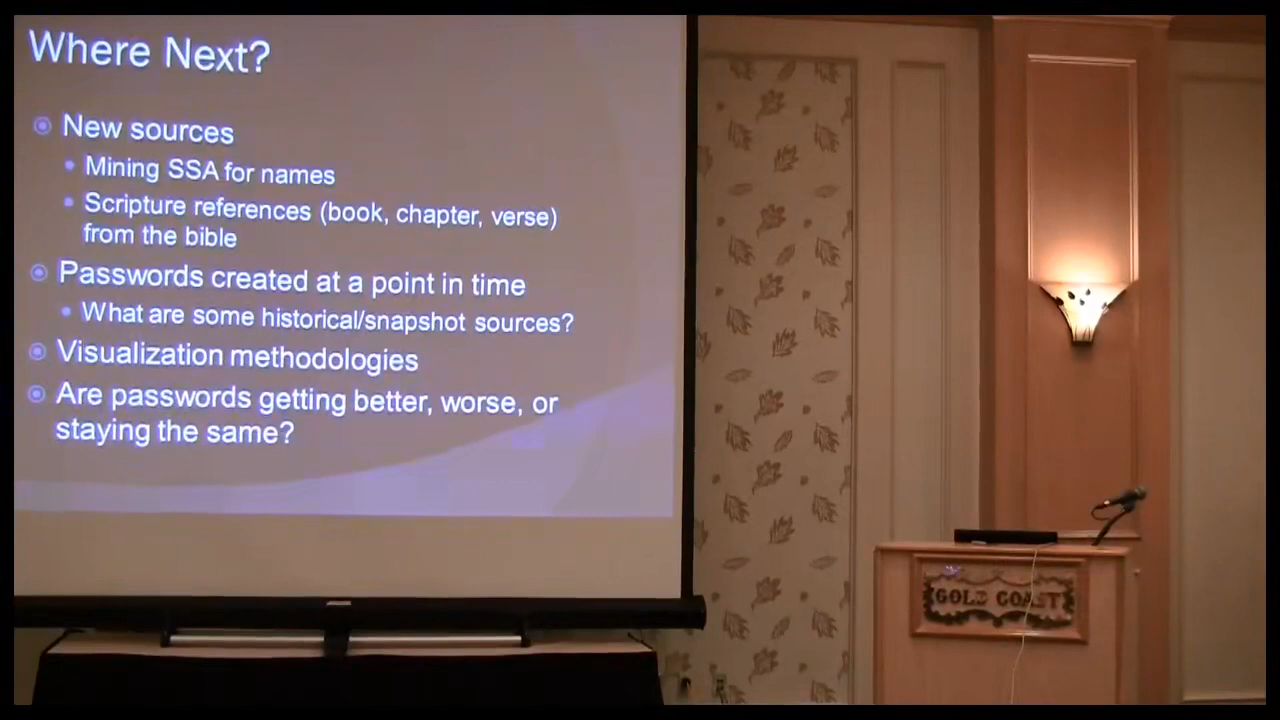 Where Next?
New sources
Mining SSA for names
Scripture references (book, chapter, verse)
from the bible
Passwords created at a point in time
What are some historical/snapshot sources?
Visualization methodologies
Are passwords getting better, worse, or
staying the same?
GOLD COAST